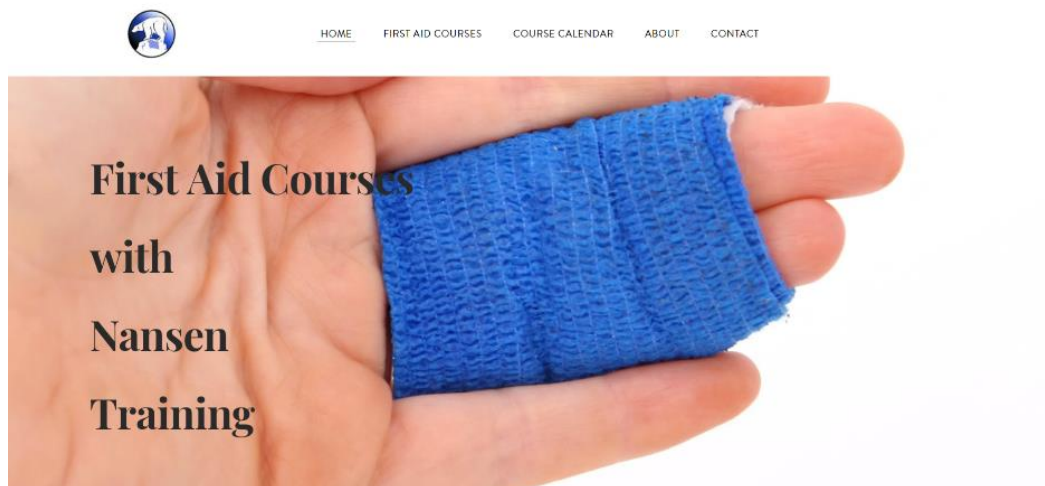 HOME FIRST AID COURSES COURSE CALENDAR ABOUT CONTACT
First Aid Courses
with
Nansen
Training